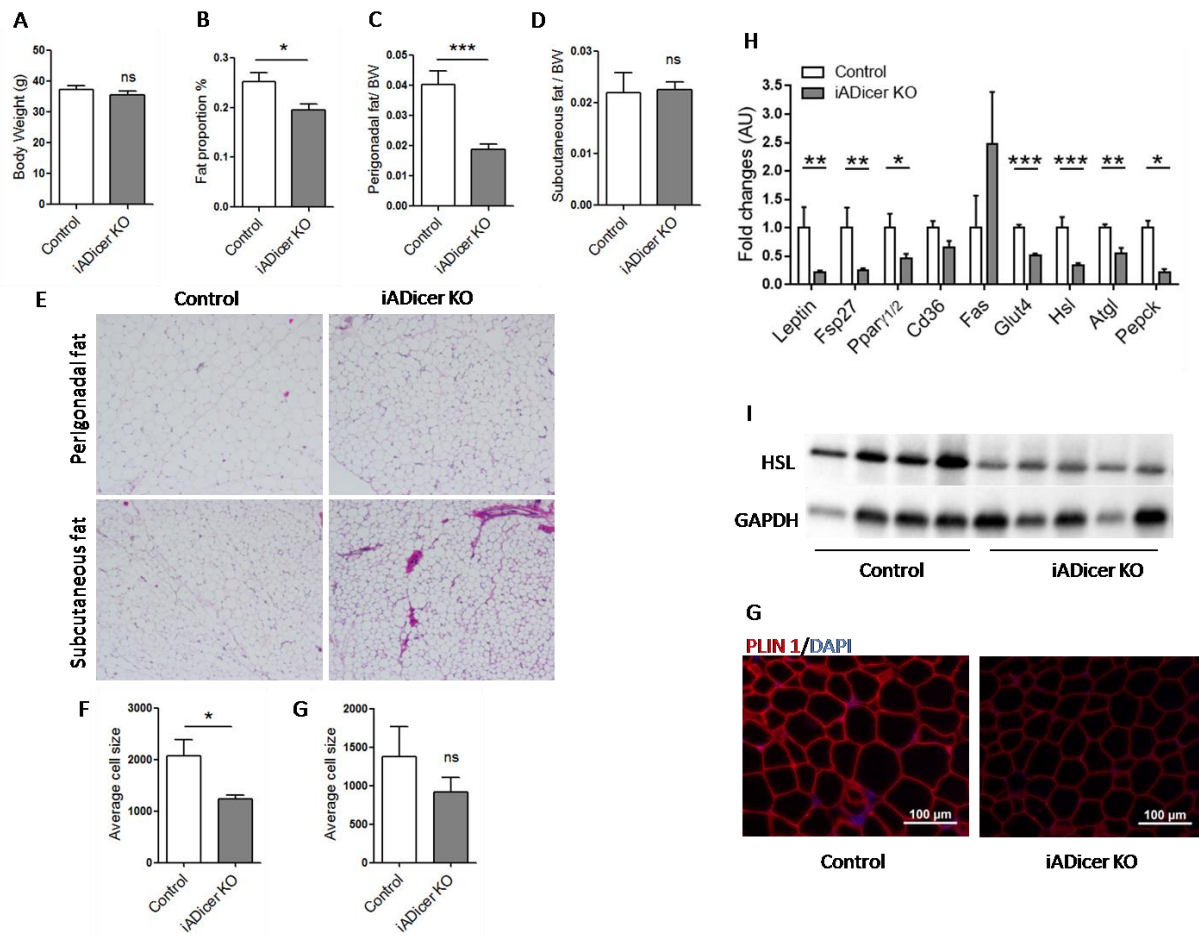 A
Body Weight (g)
50
40
30
20
10
0
ns
Control
iADicer KO
B
Fat proportion %
0.3
0.2
0.1
0.0
*
Control
iADicer KO
C
Perigonadal fat/ BW
0.05
0.04
0.03
0.02
0.01
0.00
***
Control
iADicer KO
D
Subcutaneous fat / BW
0.03
0.02
0.01
0.00
ns
Control
iADicer KO
E
Control
iADicer KO
Perigonadal fat
Subcutaneous fat
F
Average cell size
3000
2000
1000
0
*
Control
iADicer KO
G
Average cell size
2000
1500
1000
500
0
ns
Control
iADicer KO
H
Control
iADicer KO
Fold changes (AU)
3.5
3.0
2.5
2.0
1.5
1.0
0.5
0.0
** ** * *** *** ** *
Leptin
Fsp27
Pparγ1/2
Cd36
Fas
Glut4
Hsl
Atgl
Pepck
I
HSL
GAPDH
Control
iADicer KO
G
PLIN 1/DAPI
100 µm
100 µm
Control
iADicer KO